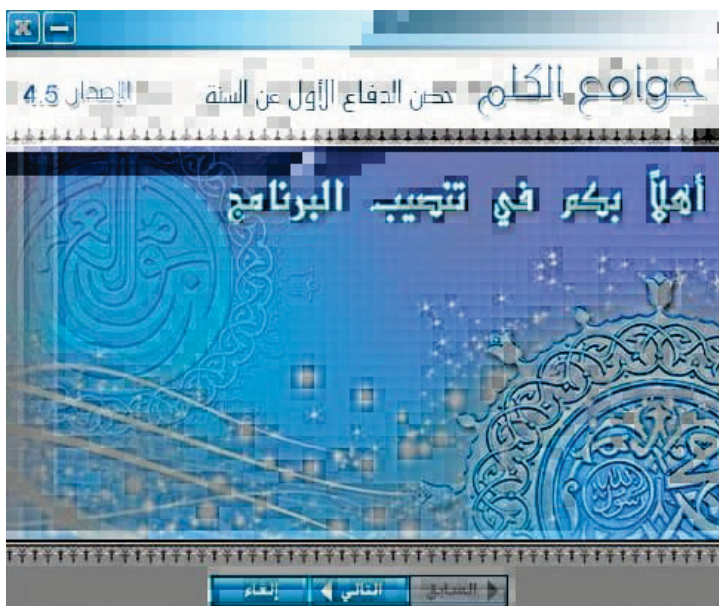 جوامع الكلم حصن الدفاع الأول عن السنة الإصدار 4.5
أهلاً بكم في تنصيب البرنامج
السابق التالي إلغاء